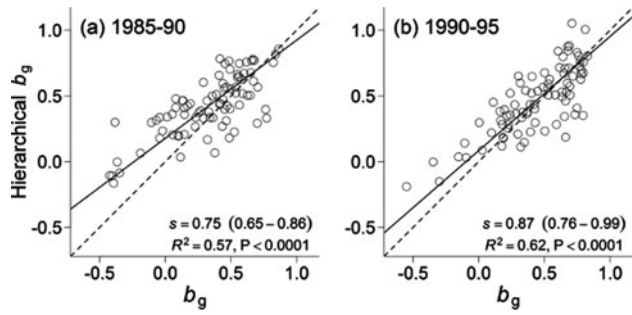 (a) 1985-90
(b) 1990-95
Hierarchical b_g
1.0
0.5
0.0
-0.5
1.0
0.5
0.0
-0.5
s = 0.75 (0.65 – 0.86)
R² = 0.57, P < 0.0001
s = 0.87 (0.76 – 0.99)
R² = 0.62, P < 0.0001
-0.5 0.0 0.5 1.0
-0.5 0.0 0.5 1.0
b_g
b_g